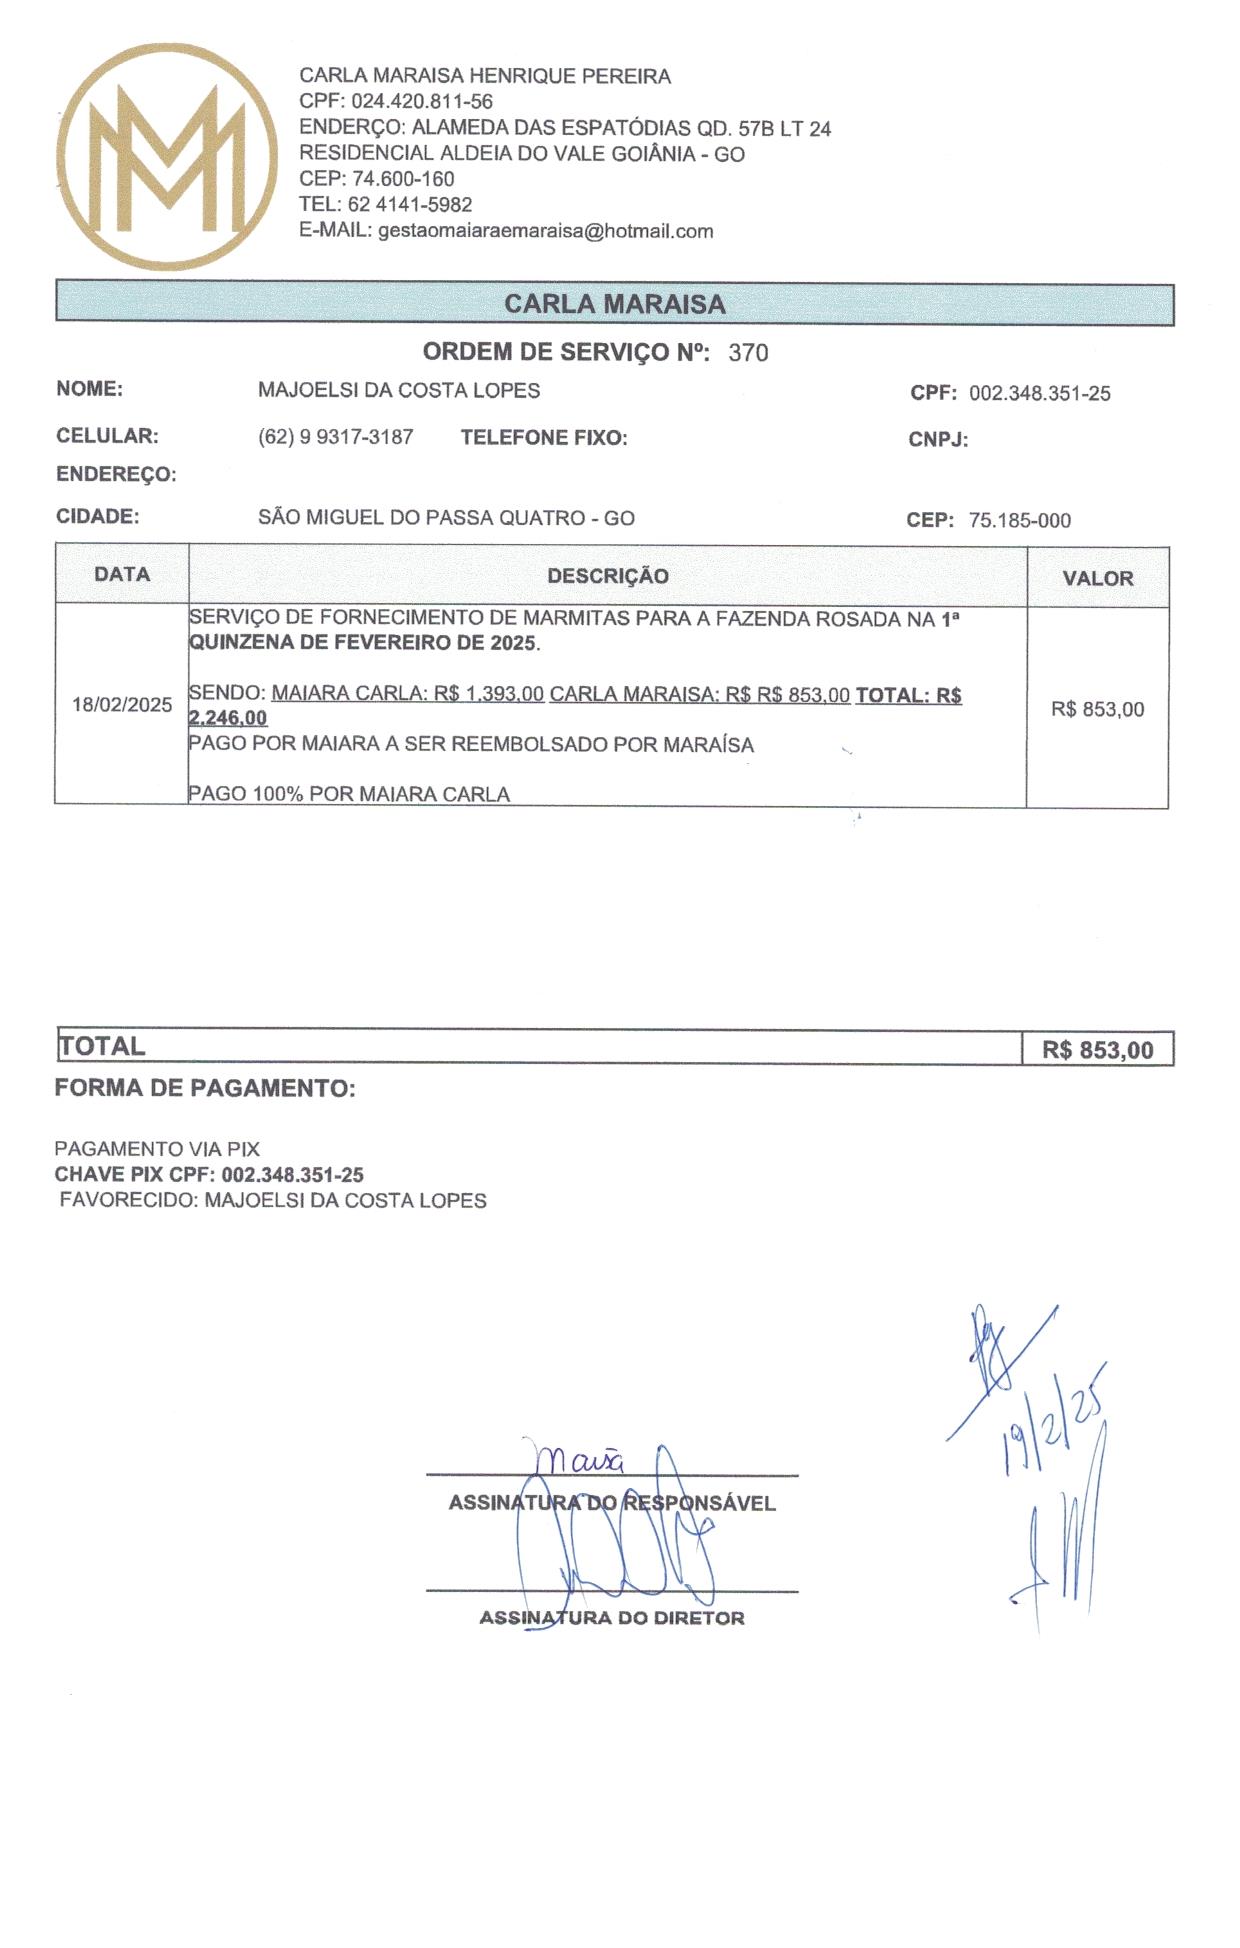 CARLA MARAISA HENRIQUE PEREIRA
CPF: 024.420.811-56
ENDERÇO: ALAMEDA DAS ESPATÓDIAS QD. 57B LT 24
RESIDENCIAL ALDEIA DO VALE GOIÂNIA - GO
CEP: 74.600-160
TEL: 62 4141-5982
E-MAIL: gestaomaiaraemaraisa@hotmail.com
CARLA MARAISA
ORDEM DE SERVIÇO Nº: 370
NOME: MAJOELSI DA COSTA LOPES CPF: 002.348.351-25
CELULAR: (62) 9 9317-3187 TELEFONE FIXO: CNPJ:
ENDEREÇO:
CIDADE: SÃO MIGUEL DO PASSA QUATRO - GO CEP: 75.185-000
DATA DESCRIÇÃO VALOR
SERVIÇO DE FORNECIMENTO DE MARMITAS PARA A FAZENDA ROSADA NA 1ª
QUINZENA DE FEVEREIRO DE 2025.
SENDO: MAIARA CARLA: R$ 1.393,00 CARLA MARAISA: R$ R$ 853,00 TOTAL: R$
18/02/2025 2.246,00 R$ 853,00
PAGO POR MAIARA A SER REEMBOLSADO POR MARAÍSA
PAGO 100% POR MAIARA CARLA
TOTAL R$ 853,00
FORMA DE PAGAMENTO:
PAGAMENTO VIA PIX
CHAVE PIX CPF: 002.348.351-25
FAVORECIDO: MAJOELSI DA COSTA LOPES
19/2/25
ASSINATURA DO RESPONSÁVEL
ASSINATURA DO DIRETOR